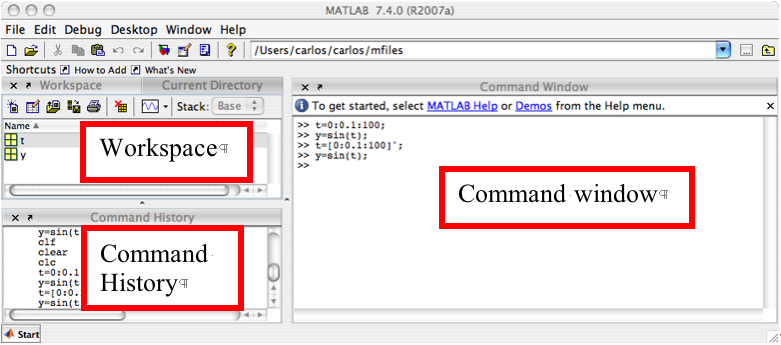 MATLAB 7.4.0 (R2007a)
File Edit Debug Desktop Window Help
/Users/carlos/carlos/mfiles
Shortcuts How to Add What's New
Workspace Current Directory
Stack: Base
Name
t
y
Workspace¶
Command History
y=sin(t
clf
clear
clc
t=0:0.1
y=sin(t
t=[0:0.
y=sin(t
Command
History¶
Command Window
To get started, select MATLAB Help or Demos from the Help menu.
>> t=0:0.1:100;
>> y=sin(t);
>> t=[0:0.1:100]';
>> y=sin(t);
>>
Command window¶
Start